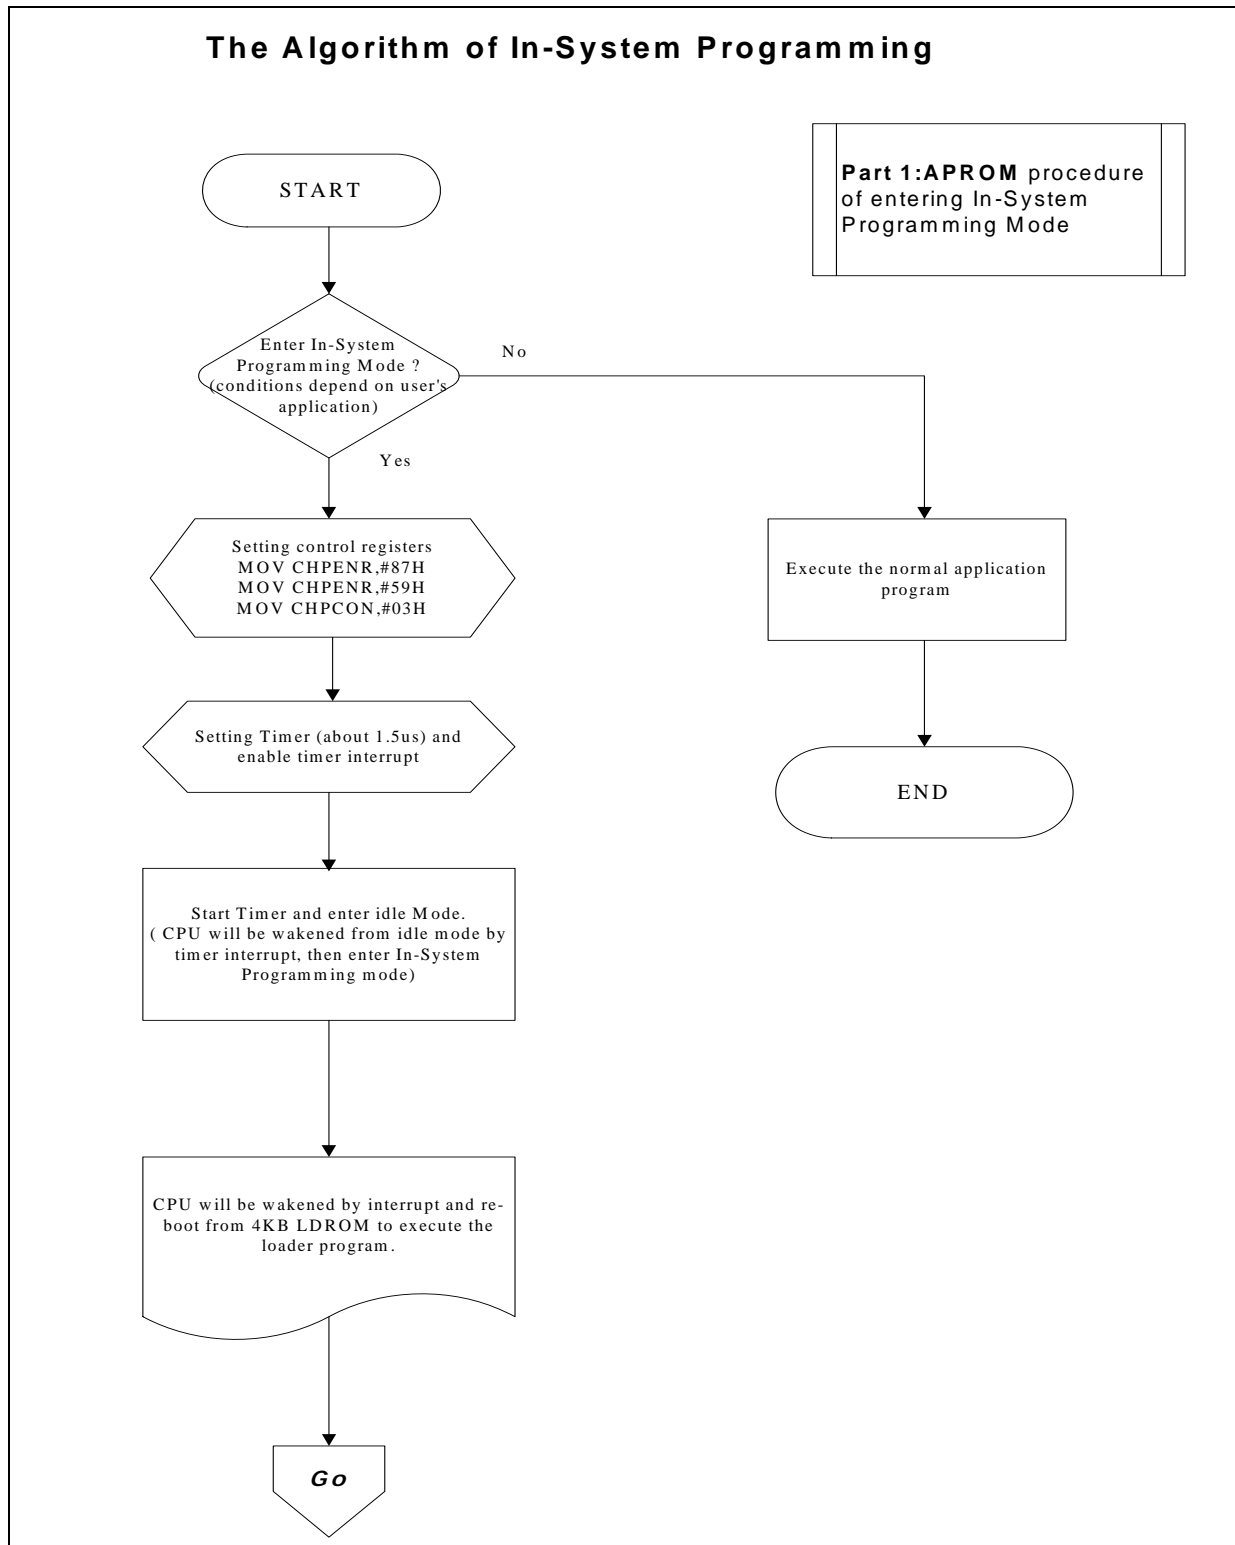 The Algorithm of In-System Programming
Part 1:APROM procedure
of entering In-System
Programming Mode
START
Enter In-System
Programming Mode ?
(conditions depend on user's
application)
No
Yes
Setting control registers
MOV CHPENR,#87H
MOV CHPENR,#59H
MOV CHPCON,#03H
Execute the normal application
program
Setting Timer (about 1.5us) and
enable timer interrupt
END
Start Timer and enter idle Mode.
( CPU will be wakened from idle mode by
timer interrupt, then enter In-System
Programming mode)
CPU will be wakened by interrupt and re-
boot from 4KB LDROM to execute the
loader program.
Go